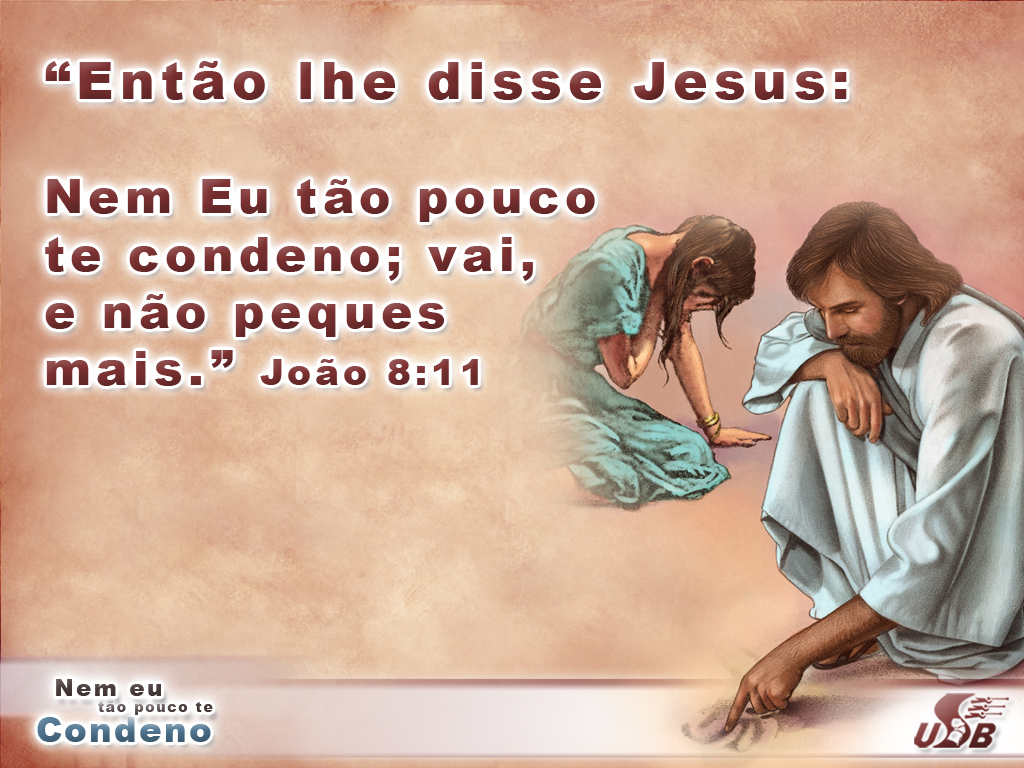 “Então lhe disse Jesus:
Nem Eu tão pouco
te condeno; vai,
e não peques
mais.” João 8:11
Nem eu
tão pouco te
Condeno
USB